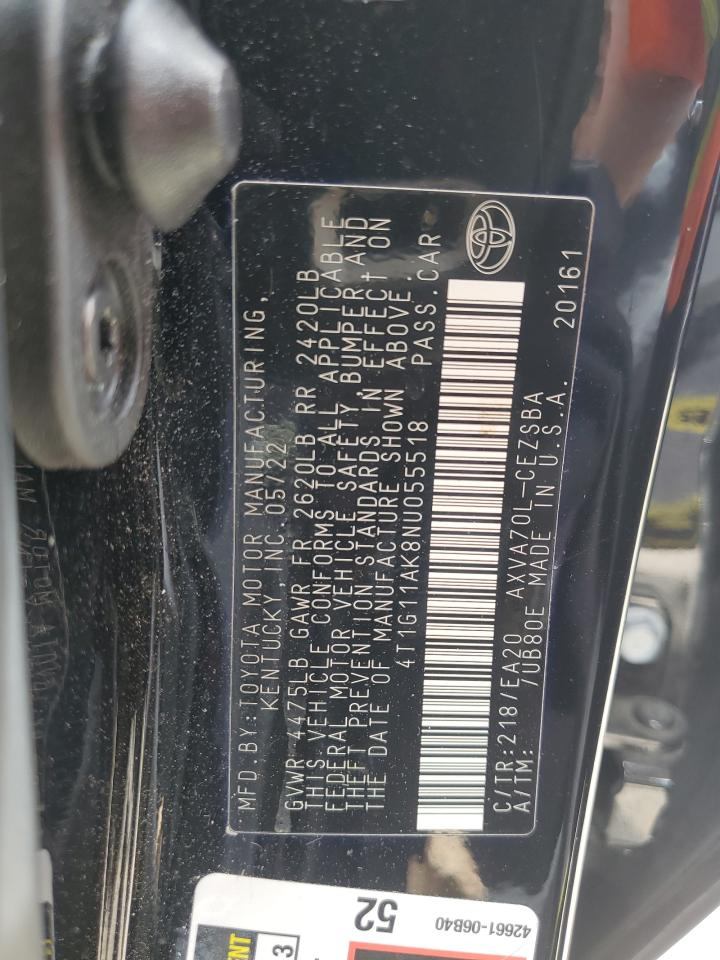 MFD.BY:TOYOTA MOTOR MANUFACTURING,
KENTUCKY, INC. 05/22
GVWR 4475LB GAWR FR 2620LB RR 2420LB
THIS VEHICLE CONFORMS TO ALL APPLICABLE
FEDERAL MOTOR VEHICLE SAFETY, BUMPER AND
THEFT PREVENTION STANDARDS IN EFFECT ON
THE DATE OF MANUFACTURE SHOWN ABOVE.
4T1G11AK8NU055518 PASS.CAR
C/TR:218/EA20 AXVA70L-CEZSBA
A/TM: 7UB80E MADE IN U.S.A. 20161
52
42661-06B40
3